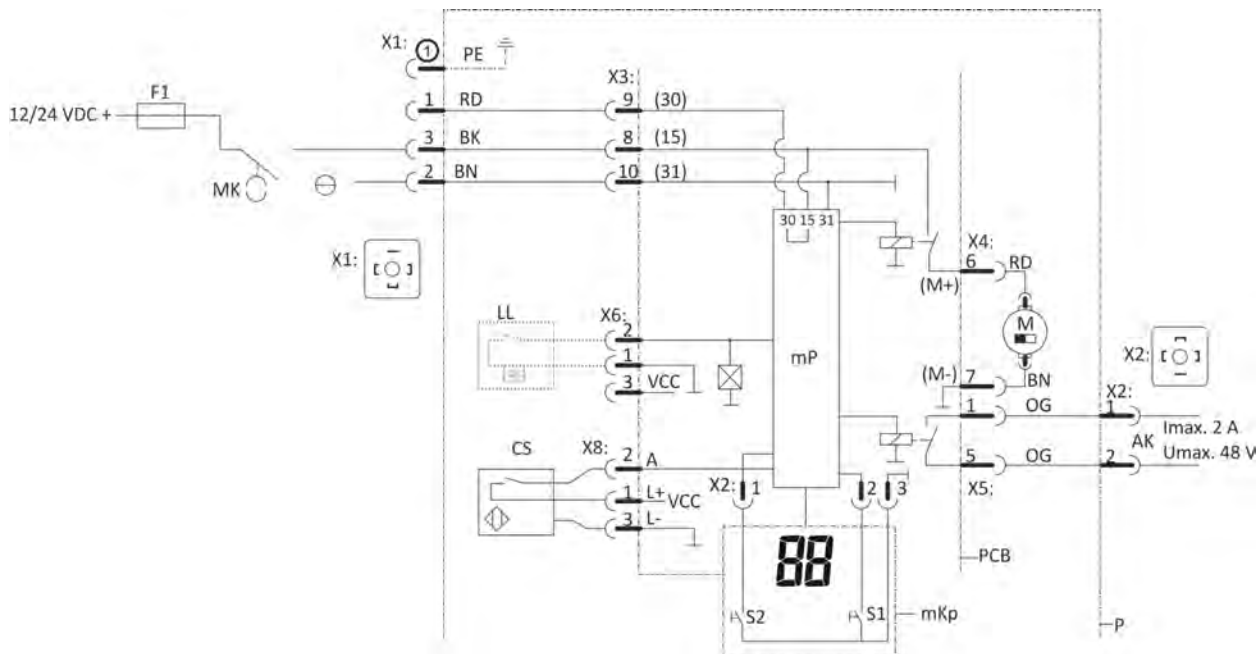 X1: 1 PE
X3:
F1
12/24 VDC +
1 RD 9 (30)
3 BK 8 (15)
2 BN 10 (31)
MK
30 15 31
X1:
X4:
6 RD
(M+)
LL X6:
2
M
1
mP
X2:
3 VCC
(M-) 7 BN
X2:
1 OG 1
Imax. 2 A
CS X8:
2 A
AK
Umax. 48 V
5 OG 2
X2: 1 2 3
X5:
1 L+ VCC
3 L-
88
PCB
S2 S1 mKp
P